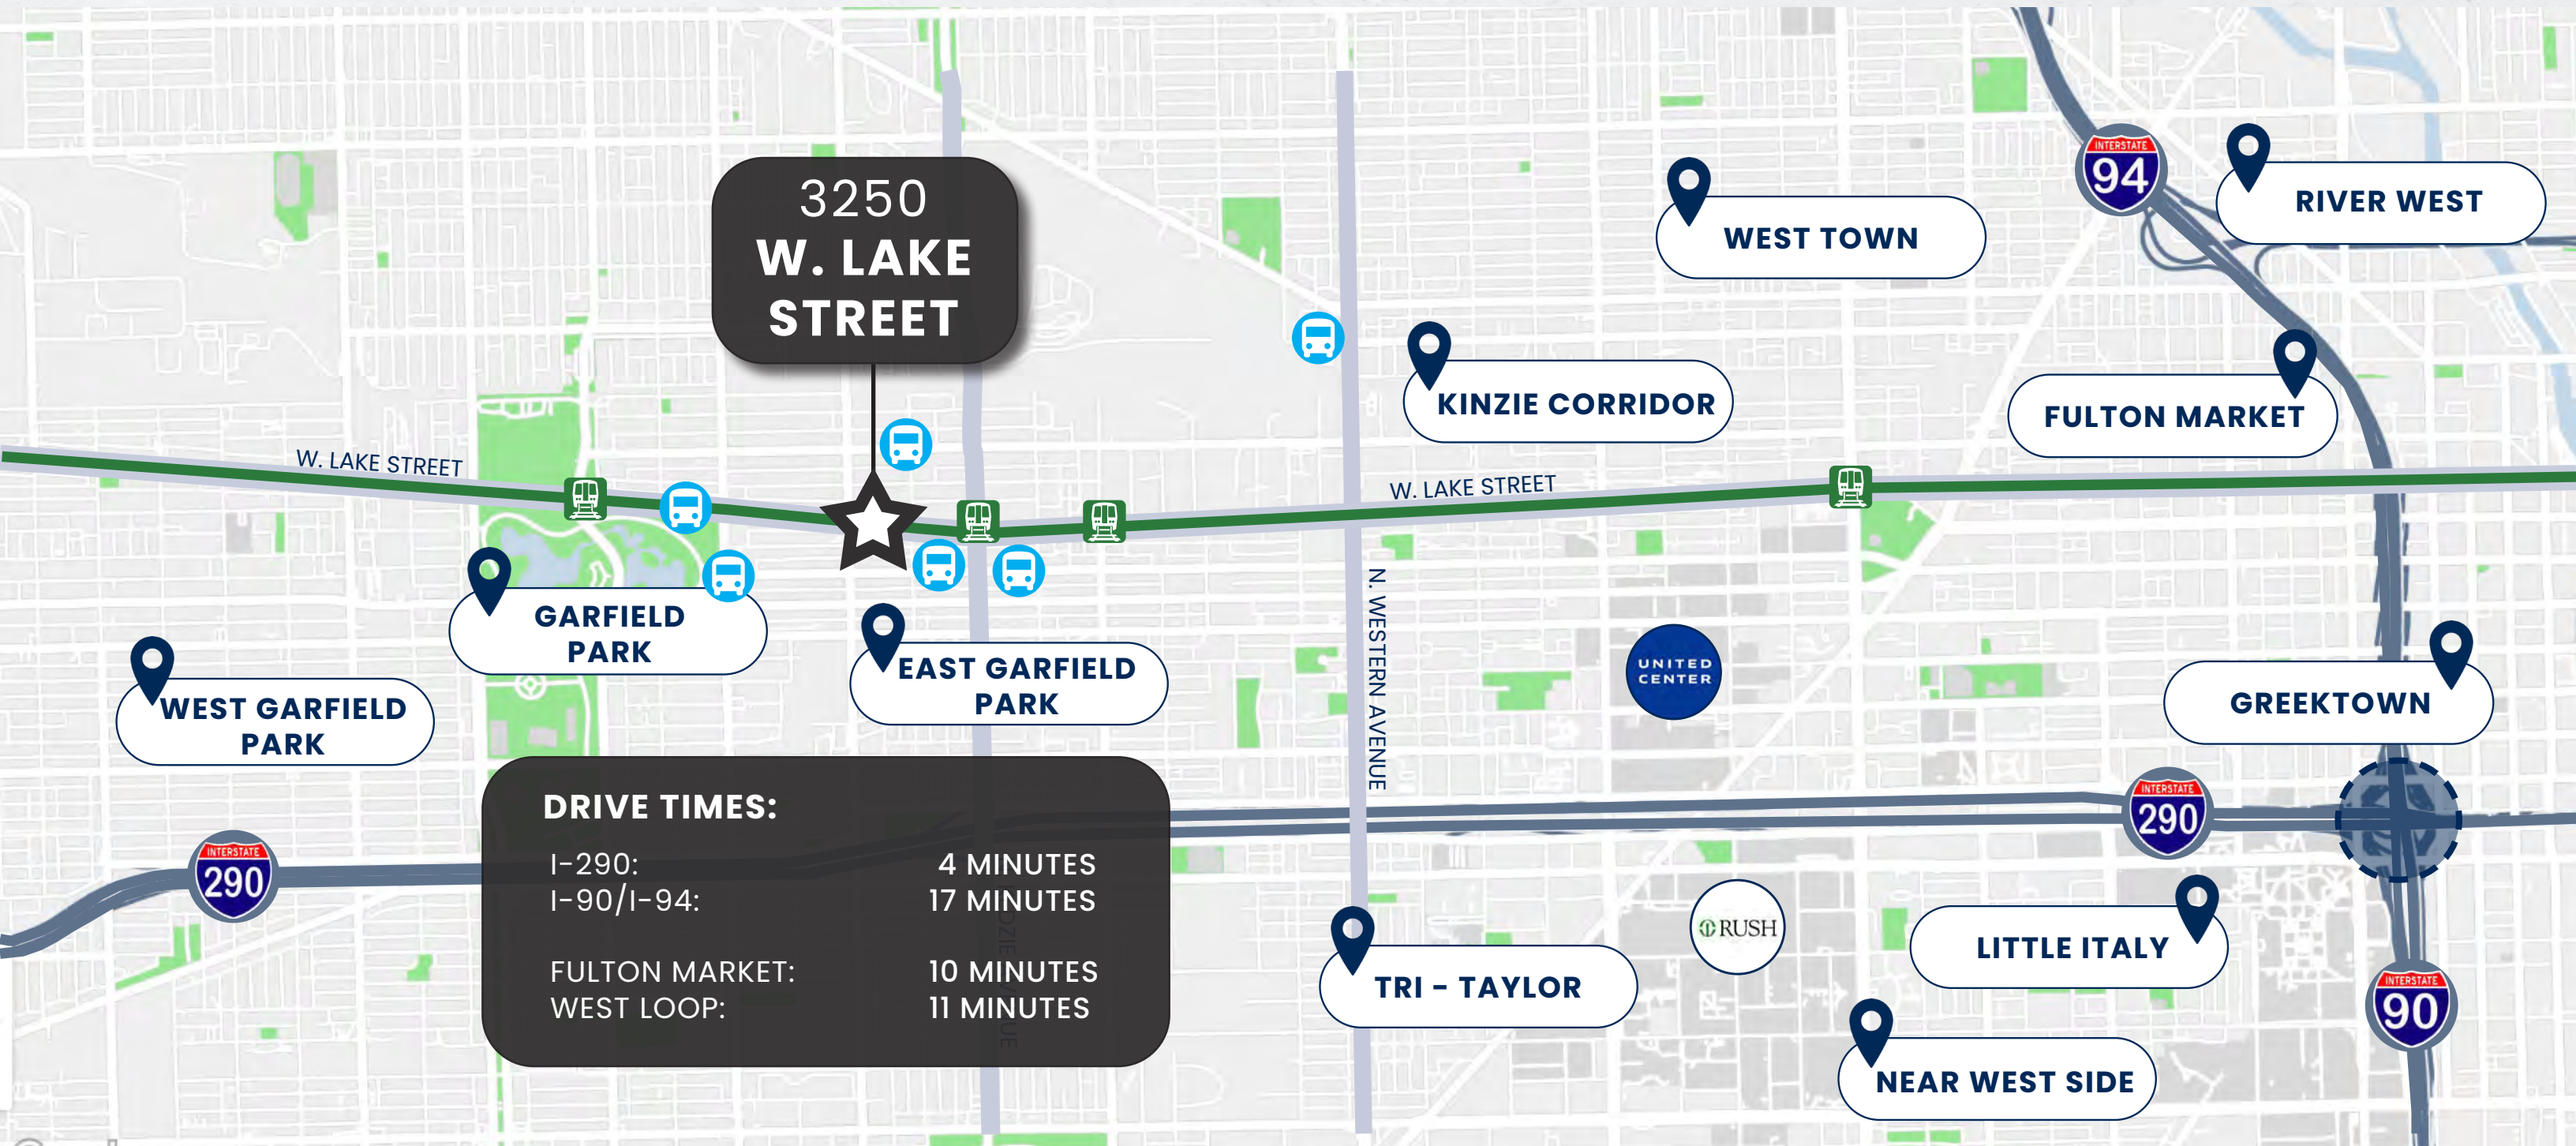 3250
W. LAKE
STREET
INTERSTATE
94
RIVER WEST
WEST TOWN
KINZIE CORRIDOR
FULTON MARKET
W. LAKE STREET
W. LAKE STREET
N. WESTERN AVENUE
GARFIELD
PARK
EAST GARFIELD
PARK
WEST GARFIELD
PARK
UNITED
CENTER
GREEKTOWN
INTERSTATE
290
INTERSTATE
290
DRIVE TIMES:
I-290: 4 MINUTES
I-90/I-94: 17 MINUTES
FULTON MARKET: 10 MINUTES
WEST LOOP: 11 MINUTES
RUSH
TRI - TAYLOR
LITTLE ITALY
INTERSTATE
90
NEAR WEST SIDE